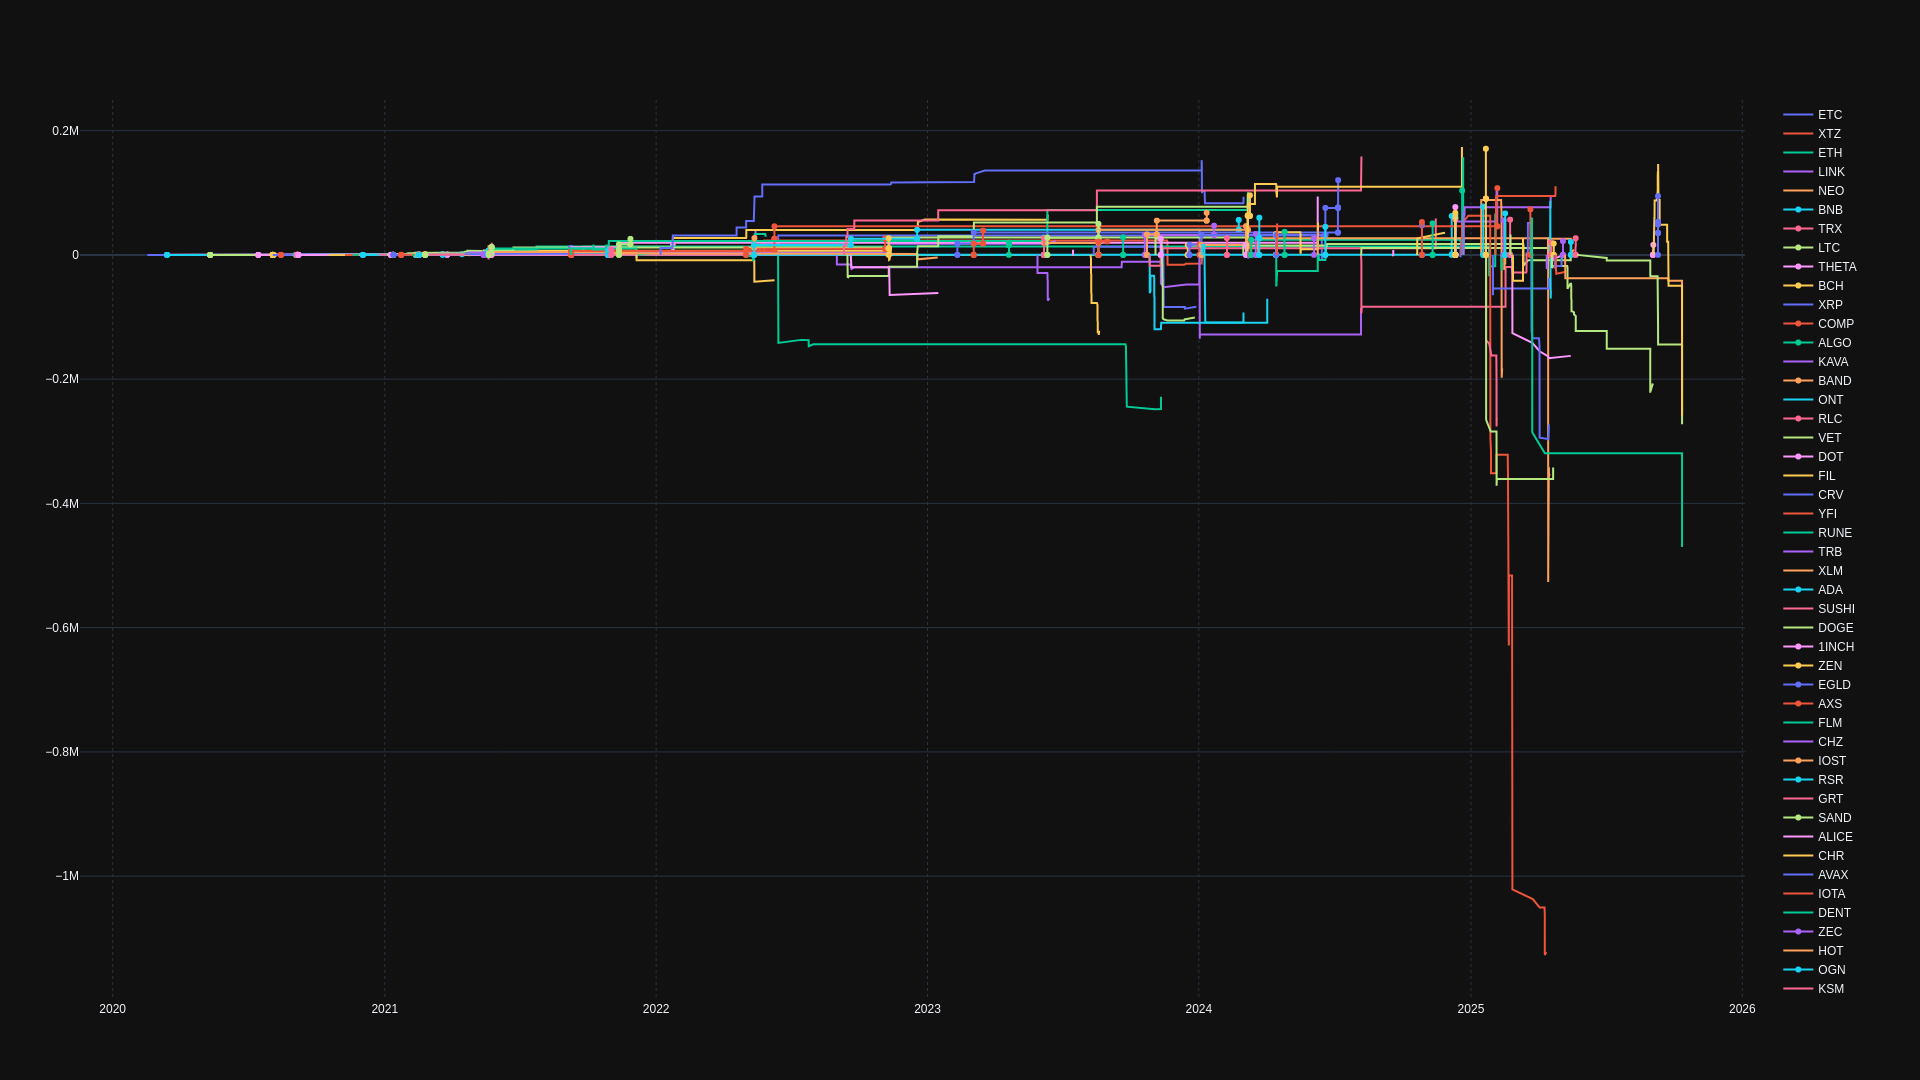 0.2M
0
−0.2M
−0.4M
−0.6M
−0.8M
−1M
2020
2021
2022
2023
2024
2025
2026
ETC
XTZ
ETH
LINK
NEO
BNB
TRX
LTC
THETA
BCH
XRP
COMP
ALGO
KAVA
BAND
ONT
RLC
VET
DOT
FIL
CRV
YFI
RUNE
TRB
XLM
ADA
SUSHI
DOGE
1INCH
ZEN
EGLD
AXS
FLM
CHZ
IOST
RSR
GRT
SAND
ALICE
CHR
AVAX
IOTA
DENT
ZEC
HOT
OGN
KSM